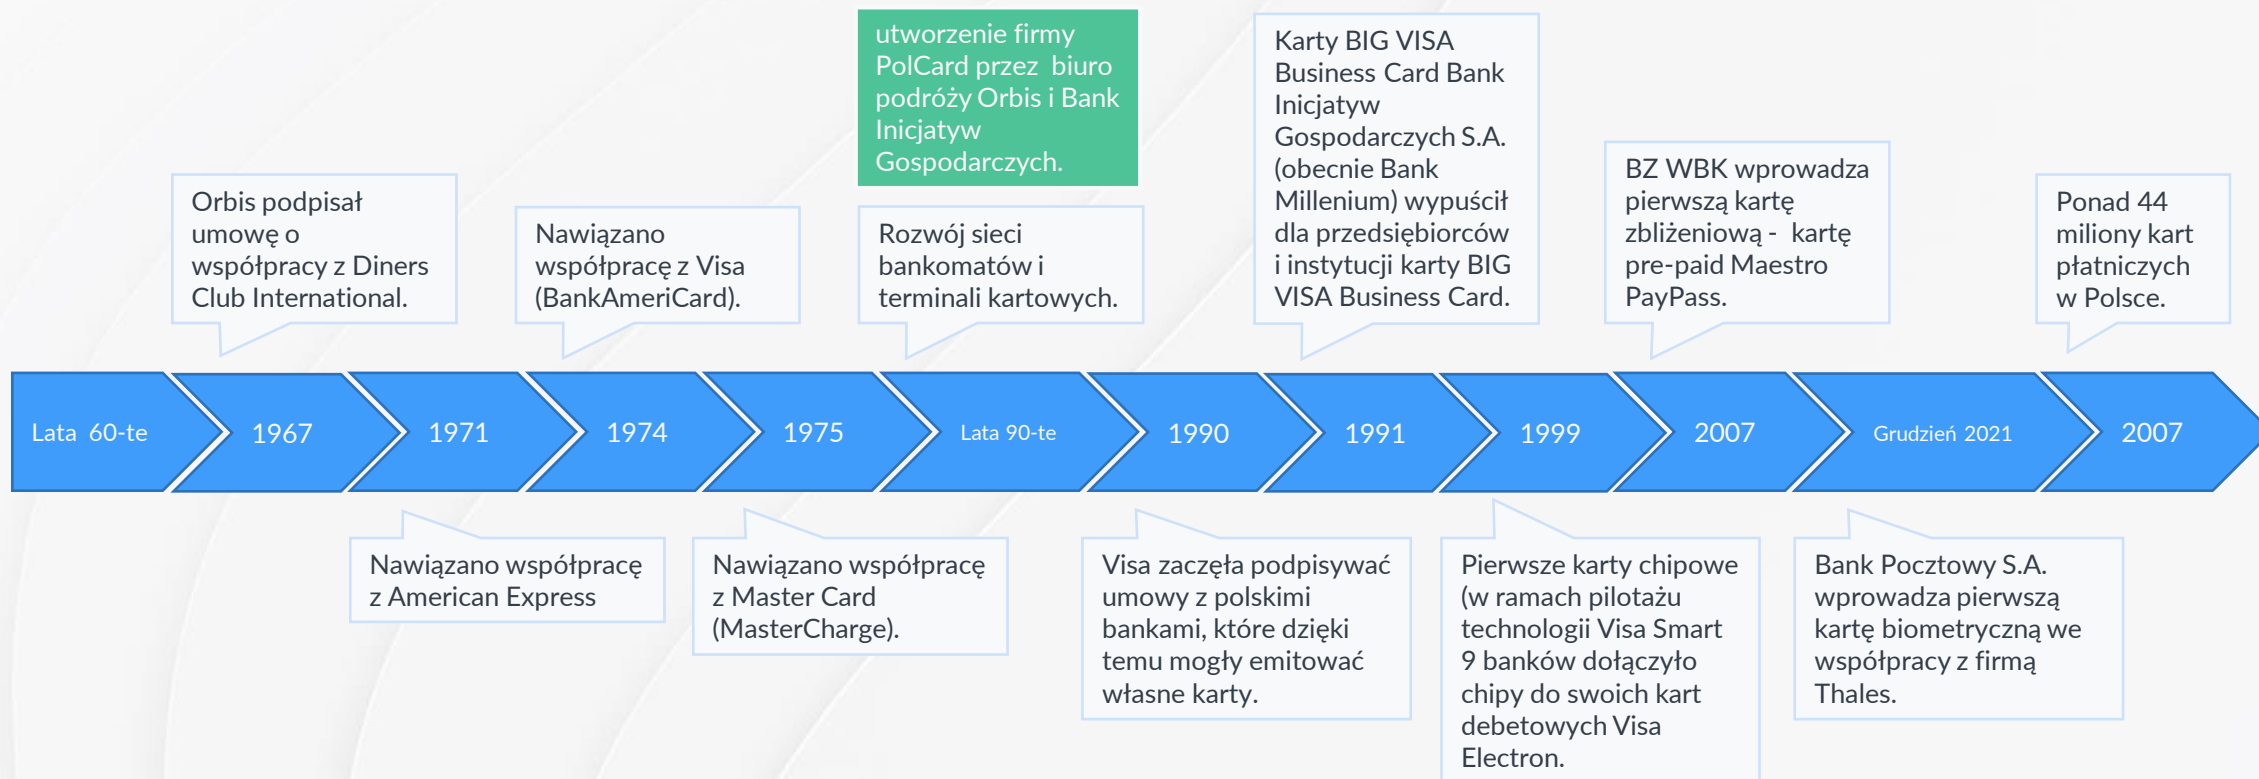 utworzenie firmy
PolCard przez  biuro
podróży Orbis i Bank
Inicjatyw
Gospodarczych.
Karty BIG VISA
Business Card Bank
Inicjatyw
Gospodarczych S.A.
(obecnie Bank
Millenium) wypuścił
dla przedsiębiorców
i instytucji karty BIG
VISA Business Card.
Orbis podpisał
umowę o
współpracy z Diners
Club International.
Nawiązano
współpracę z Visa
(BankAmeriCard).
Rozwój sieci
bankomatów i
terminali kartowych.
BZ WBK wprowadza
pierwszą kartę
zbliżeniową -  kartę
pre-paid Maestro
PayPass.
Ponad 44
miliony kart
płatniczych
w Polsce.
Lata  60-te
1967
1971
1974
1975
Lata 90-te
1990
1991
1999
2007
Grudzień 2021
2007
Nawiązano współpracę
z American Express
Nawiązano współpracę
z Master Card
(MasterCharge).
Visa zaczęła podpisywać
umowy z polskimi
bankami, które dzięki
temu mogły emitować
własne karty.
Pierwsze karty chipowe
(w ramach pilotażu
technologii Visa Smart
9 banków dołączyło
chipy do swoich kart
debetowych Visa
Electron.
Bank Pocztowy S.A.
wprowadza pierwszą
kartę biometryczną we
współpracy z firmą
Thales.